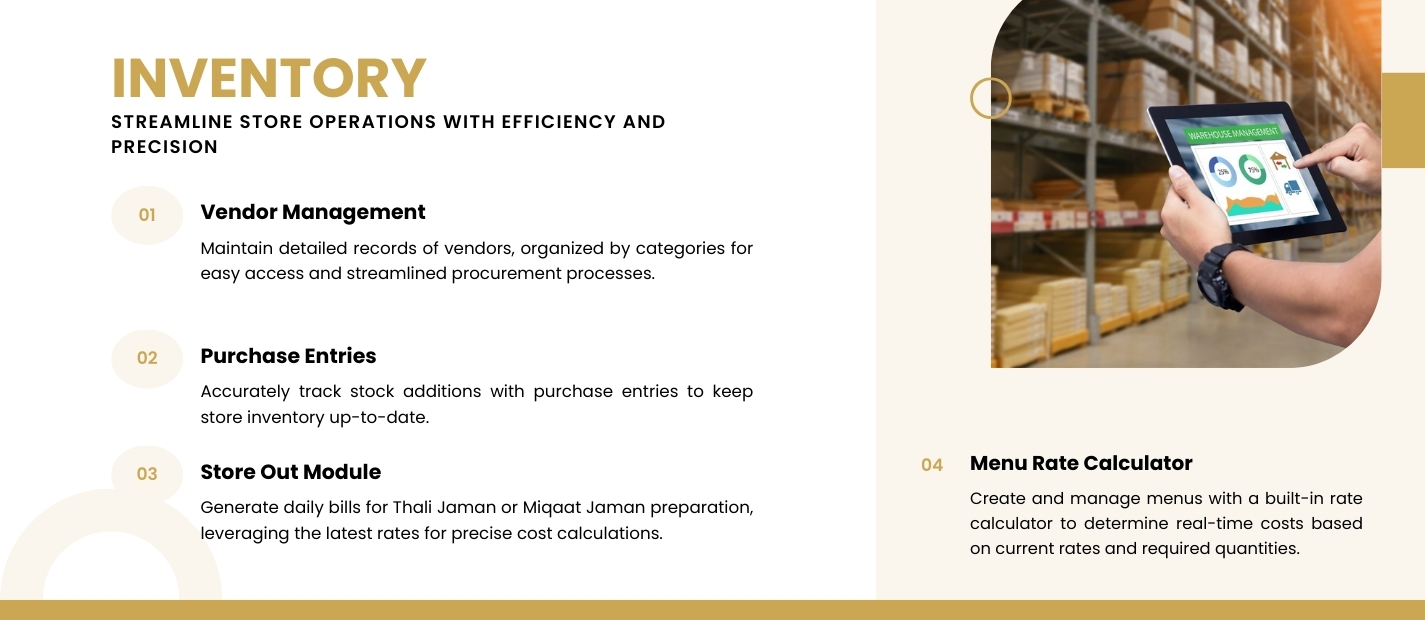 INVENTORY
STREAMLINE STORE OPERATIONS WITH EFFICIENCY AND
PRECISION
01
Vendor Management
Maintain detailed records of vendors, organized by categories for
easy access and streamlined procurement processes.
02
Purchase Entries
Accurately track stock additions with purchase entries to keep
store inventory up-to-date.
03
Store Out Module
Generate daily bills for Thali Jaman or Miqaat Jaman preparation,
leveraging the latest rates for precise cost calculations.
WAREHOUSE MANAGEMENT
25%
75%
04
Menu Rate Calculator
Create and manage menus with a built-in rate
calculator to determine real-time costs based
on current rates and required quantities.